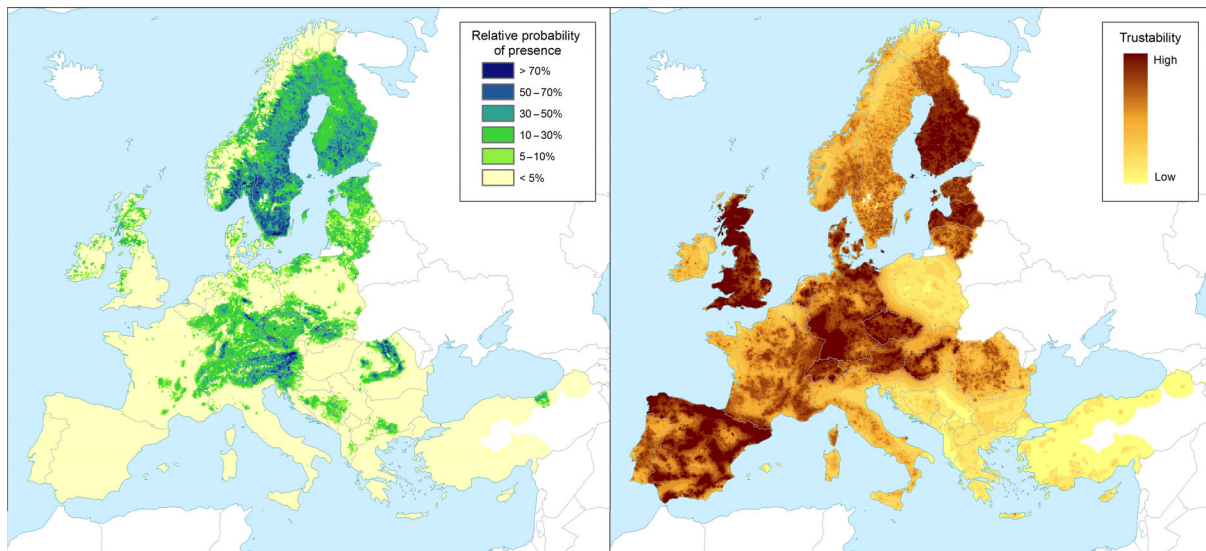 Relative probability
of presence
> 70%
50 – 70%
30 – 50%
10 – 30%
5 – 10%
< 5%
Trustability
High
Low